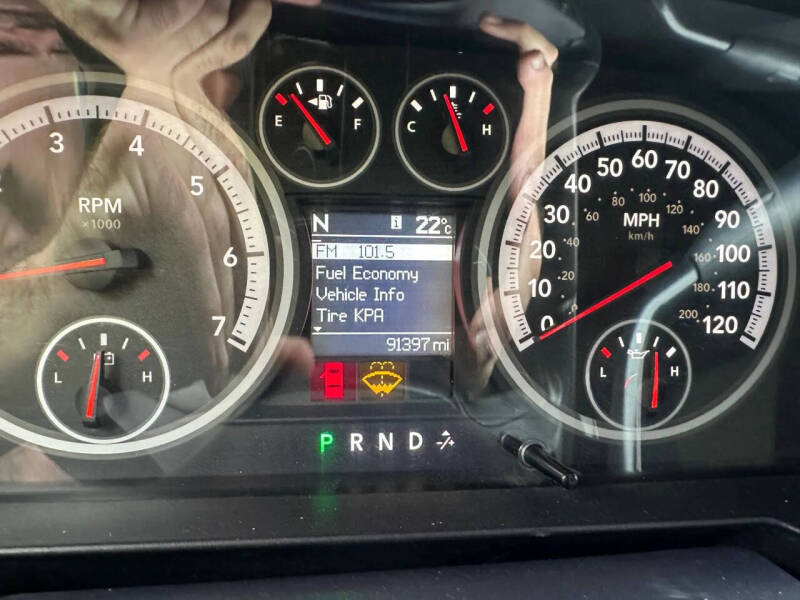 3
4
5
6
7
RPM
×1000
E
F
C
H
L
H
N i 22°C
FM 101.5
Fuel Economy
Vehicle Info
Tire KPA
91397 mi
P R N D -/+
0
10
20
30
40
50
60
70
80
90
100
110
120
MPH
km/h
20
40
60
80
100
120
140
160
180
200
L
H